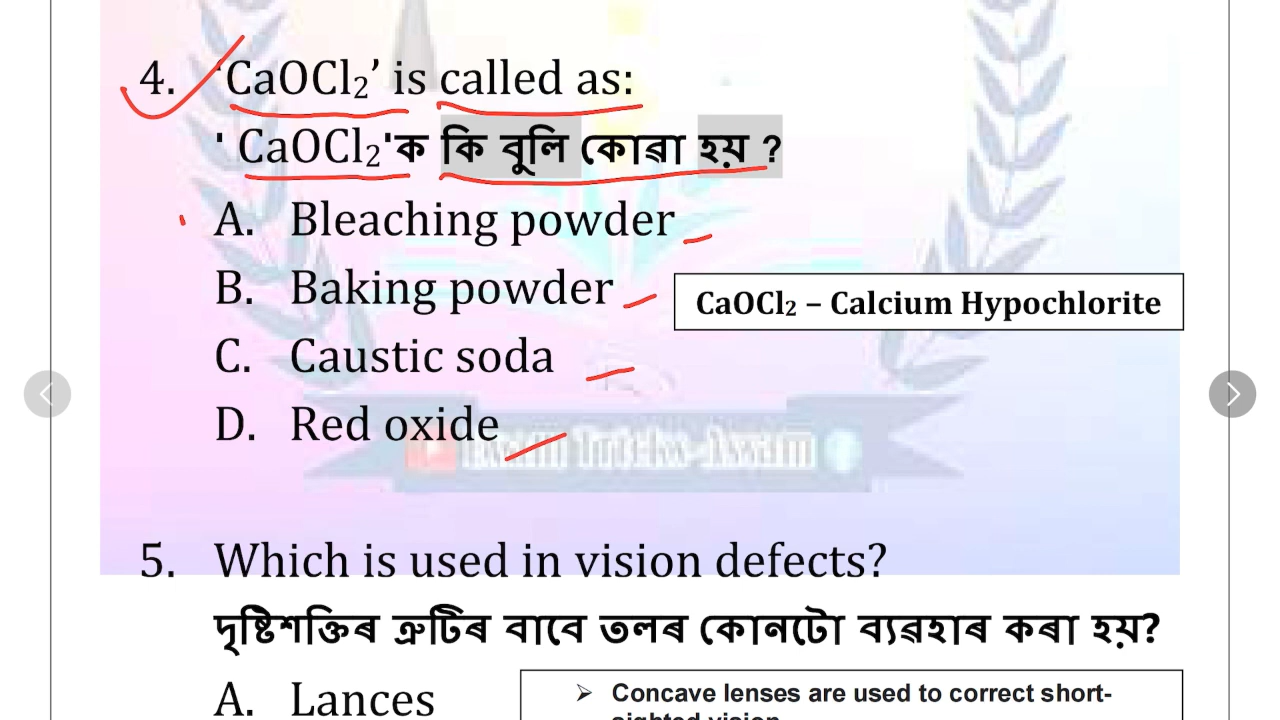 4. 'CaOCl₂’ is called as:
' CaOCl₂'ক কি বুলি কোৱা হয় ?
A. Bleaching powder
B. Baking powder
CaOCl₂ – Calcium Hypochlorite
C. Caustic soda
D. Red oxide
5. Which is used in vision defects?
দৃষ্টিশক্তিৰ ত্ৰুটিৰ বাবে তলৰ কোনটো ব্যৱহাৰ কৰা হয়?
A. Lances
➢ Concave lenses are used to correct short-
sighted vision